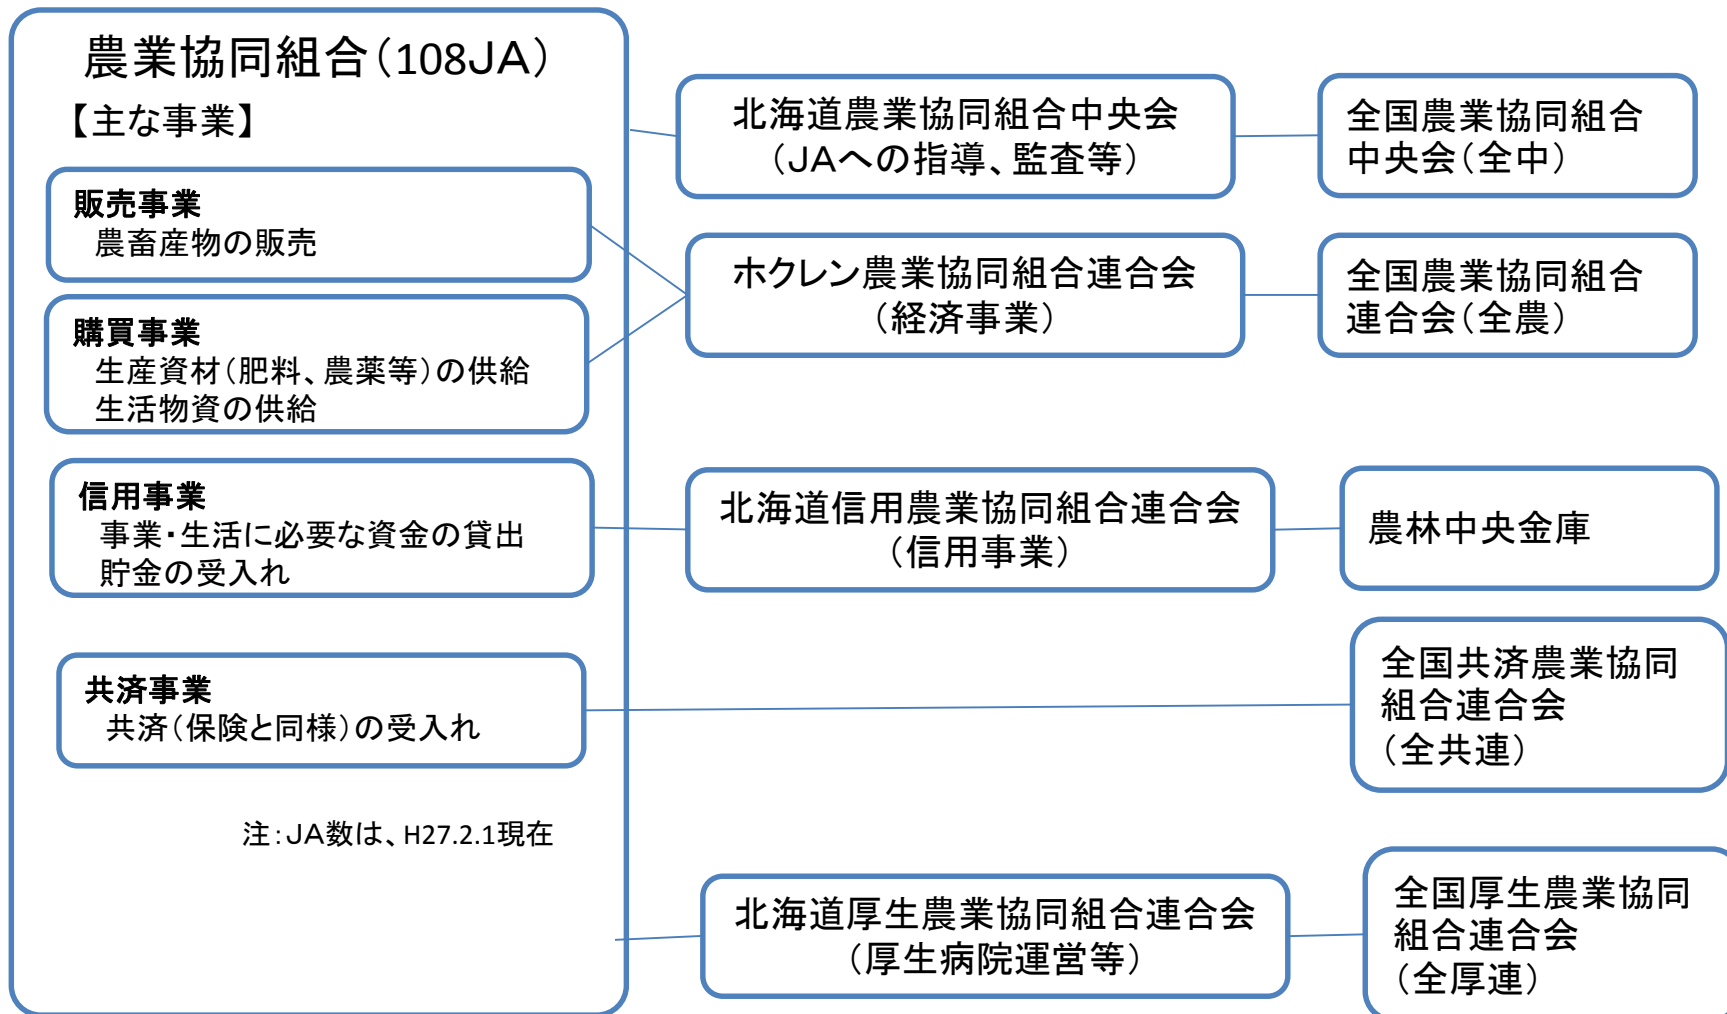 農業協同組合(108JA)
【主な事業】
販売事業
農畜産物の販売
購買事業
生産資材(肥料、農薬等)の供給
生活物資の供給
信用事業
事業・生活に必要な資金の貸出
貯金の受入れ
共済事業
共済(保険と同様)の受入れ
注:JA数は、H27.2.1現在
北海道農業協同組合中央会
(JAへの指導、監査等)
全国農業協同組合
中央会(全中)
ホクレン農業協同組合連合会
(経済事業)
全国農業協同組合
連合会(全農)
北海道信用農業協同組合連合会
(信用事業)
農林中央金庫
全国共済農業協同
組合連合会
(全共連)
北海道厚生農業協同組合連合会
(厚生病院運営等)
全国厚生農業協同
組合連合会
(全厚連)